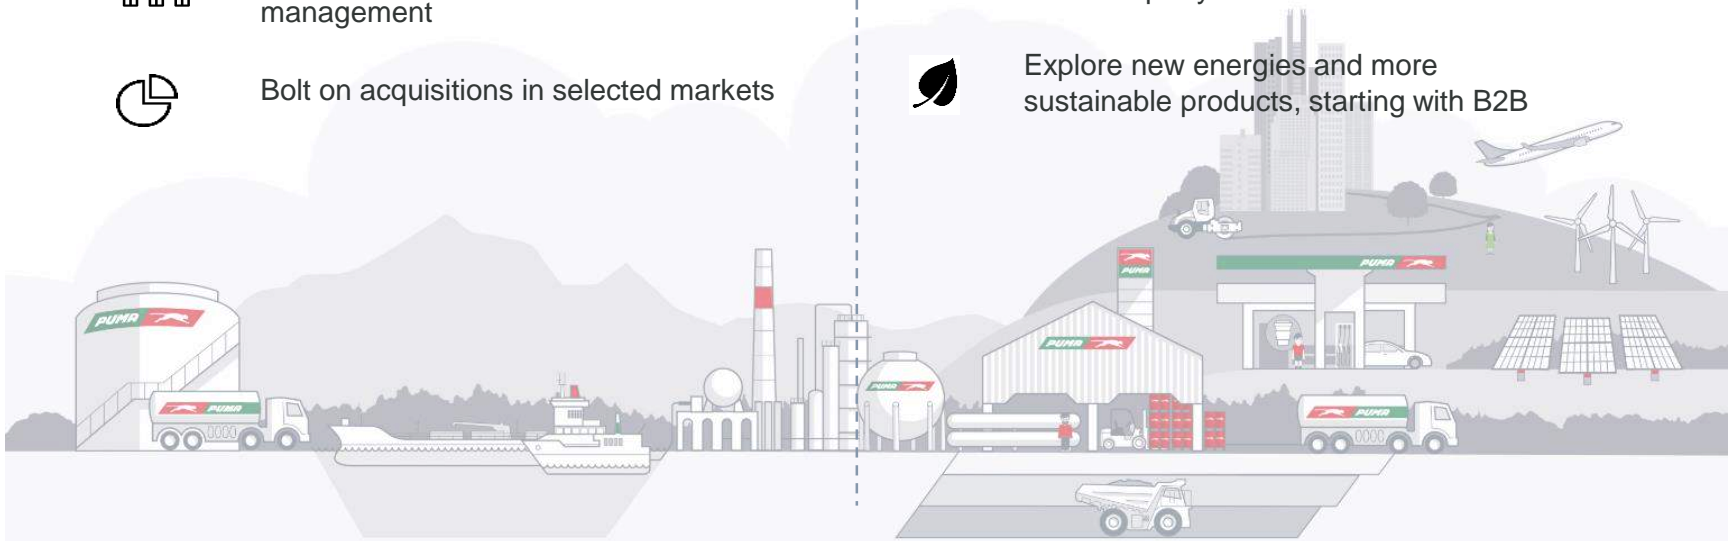 management
Bolt on acquisitions in selected markets
Explore new energies and more
sustainable products, starting with B2B
PUMA
PUMA
PUMA
PUMA
PUMA
PUMA
PUMA